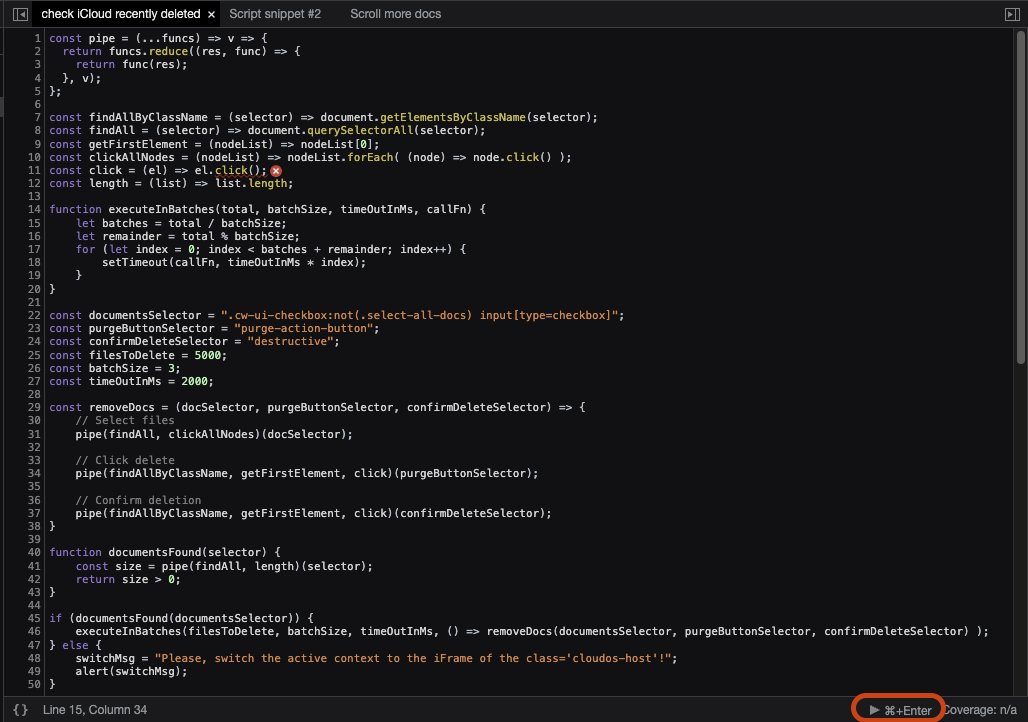 check iCloud recently deleted × Script snippet #2 Scroll more docs
1 const pipe = (...funcs) => v => {
2   return funcs.reduce((res, func) => {
3     return func(res);
4   }, v);
5 };
6
7 const findAllByClassName = (selector) => document.getElementsByClassName(selector);
8 const findAll = (selector) => document.querySelectorAll(selector);
9 const getFirstElement = (nodeList) => nodeList[0];
10 const clickAllNodes = (nodeList) => nodeList.forEach( (node) => node.click() );
11 const click = (el) => el.click();
12 const length = (list) => list.length;
13
14 function executeInBatches(total, batchSize, timeOutInMs, callFn) {
15     let batches = total / batchSize;
16     let remainder = total % batchSize;
17     for (let index = 0; index < batches + remainder; index++) {
18         setTimeout(callFn, timeOutInMs * index);
19     }
20 }
21
22 const documentsSelector = ".cw-ui-checkbox:not(.select-all-docs) input[type=checkbox]";
23 const purgeButtonSelector = "purge-action-button";
24 const confirmDeleteSelector = "destructive";
25 const filesToDelete = 5000;
26 const batchSize = 3;
27 const timeOutInMs = 2000;
28
29 const removeDocs = (docSelector, purgeButtonSelector, confirmDeleteSelector) => {
30     // Select files
31     pipe(findAll, clickAllNodes)(docSelector);
32
33     // Click delete
34     pipe(findAllByClassName, getFirstElement, click)(purgeButtonSelector);
35
36     // Confirm deletion
37     pipe(findAllByClassName, getFirstElement, click)(confirmDeleteSelector);
38 }
39
40 function documentsFound(selector) {
41     const size = pipe(findAll, length)(selector);
42     return size > 0;
43 }
44
45 if (documentsFound(documentsSelector)) {
46     executeInBatches(filesToDelete, batchSize, timeOutInMs, () => removeDocs(documentsSelector, purgeButtonSelector, confirmDeleteSelector) );
47 } else {
48     switchMsg = "Please, switch the active context to the iFrame of the class='cloudos-host'!";
49     alert(switchMsg);
50 }
{} Line 15, Column 34 ▶ ⌘+Enter Coverage: n/a